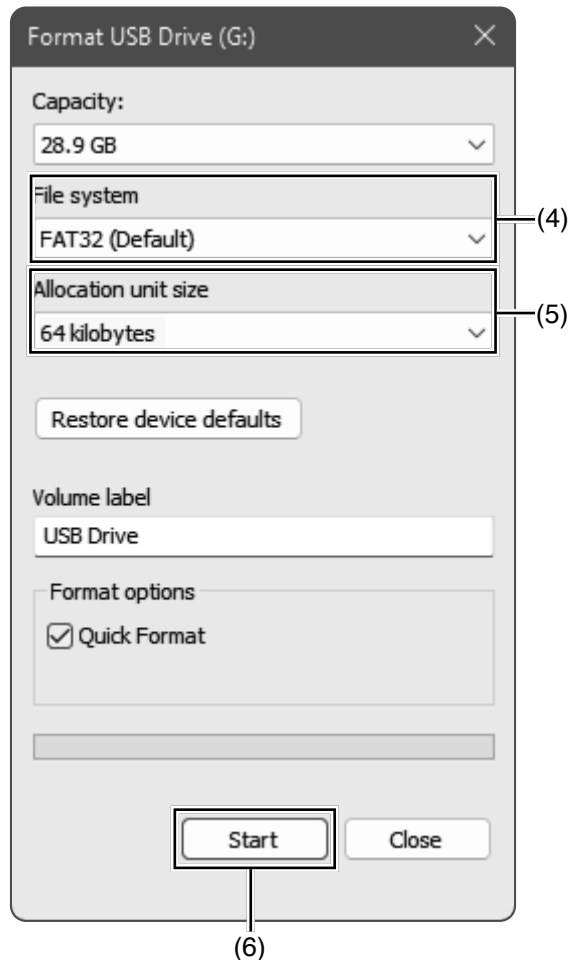 Format USB Drive (G:)
Capacity:
28.9 GB
File system
FAT32 (Default)
(4)
Allocation unit size
64 kilobytes
(5)
Restore device defaults
Volume label
USB Drive
Format options
Quick Format
Start
Close
(6)